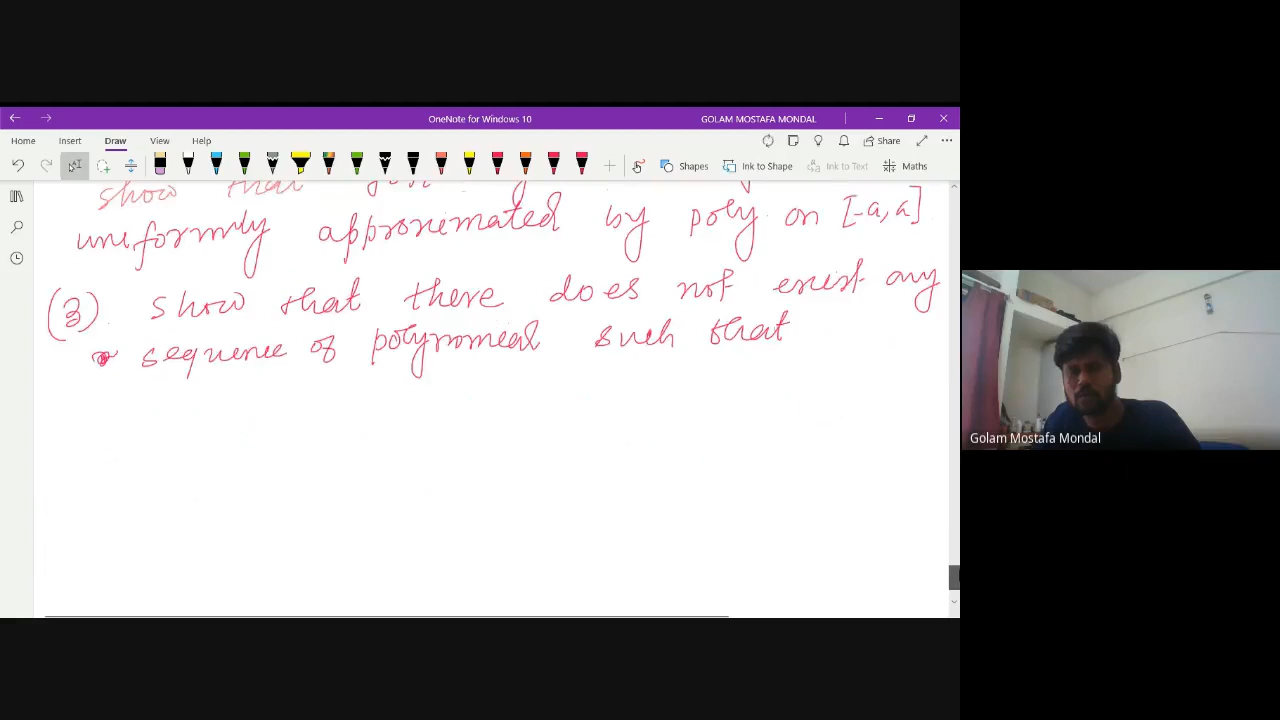 OneNote for Windows 10
GOLAM MOSTAFA MONDAL
Home Insert Draw View Help
Share
Shapes Ink to Shape Ink to Text Maths
show that
uniformly approximated by poly on [-a, a]
(3). show that there does not exist any
sequence of polynomial such that
Golam Mostafa Mondal